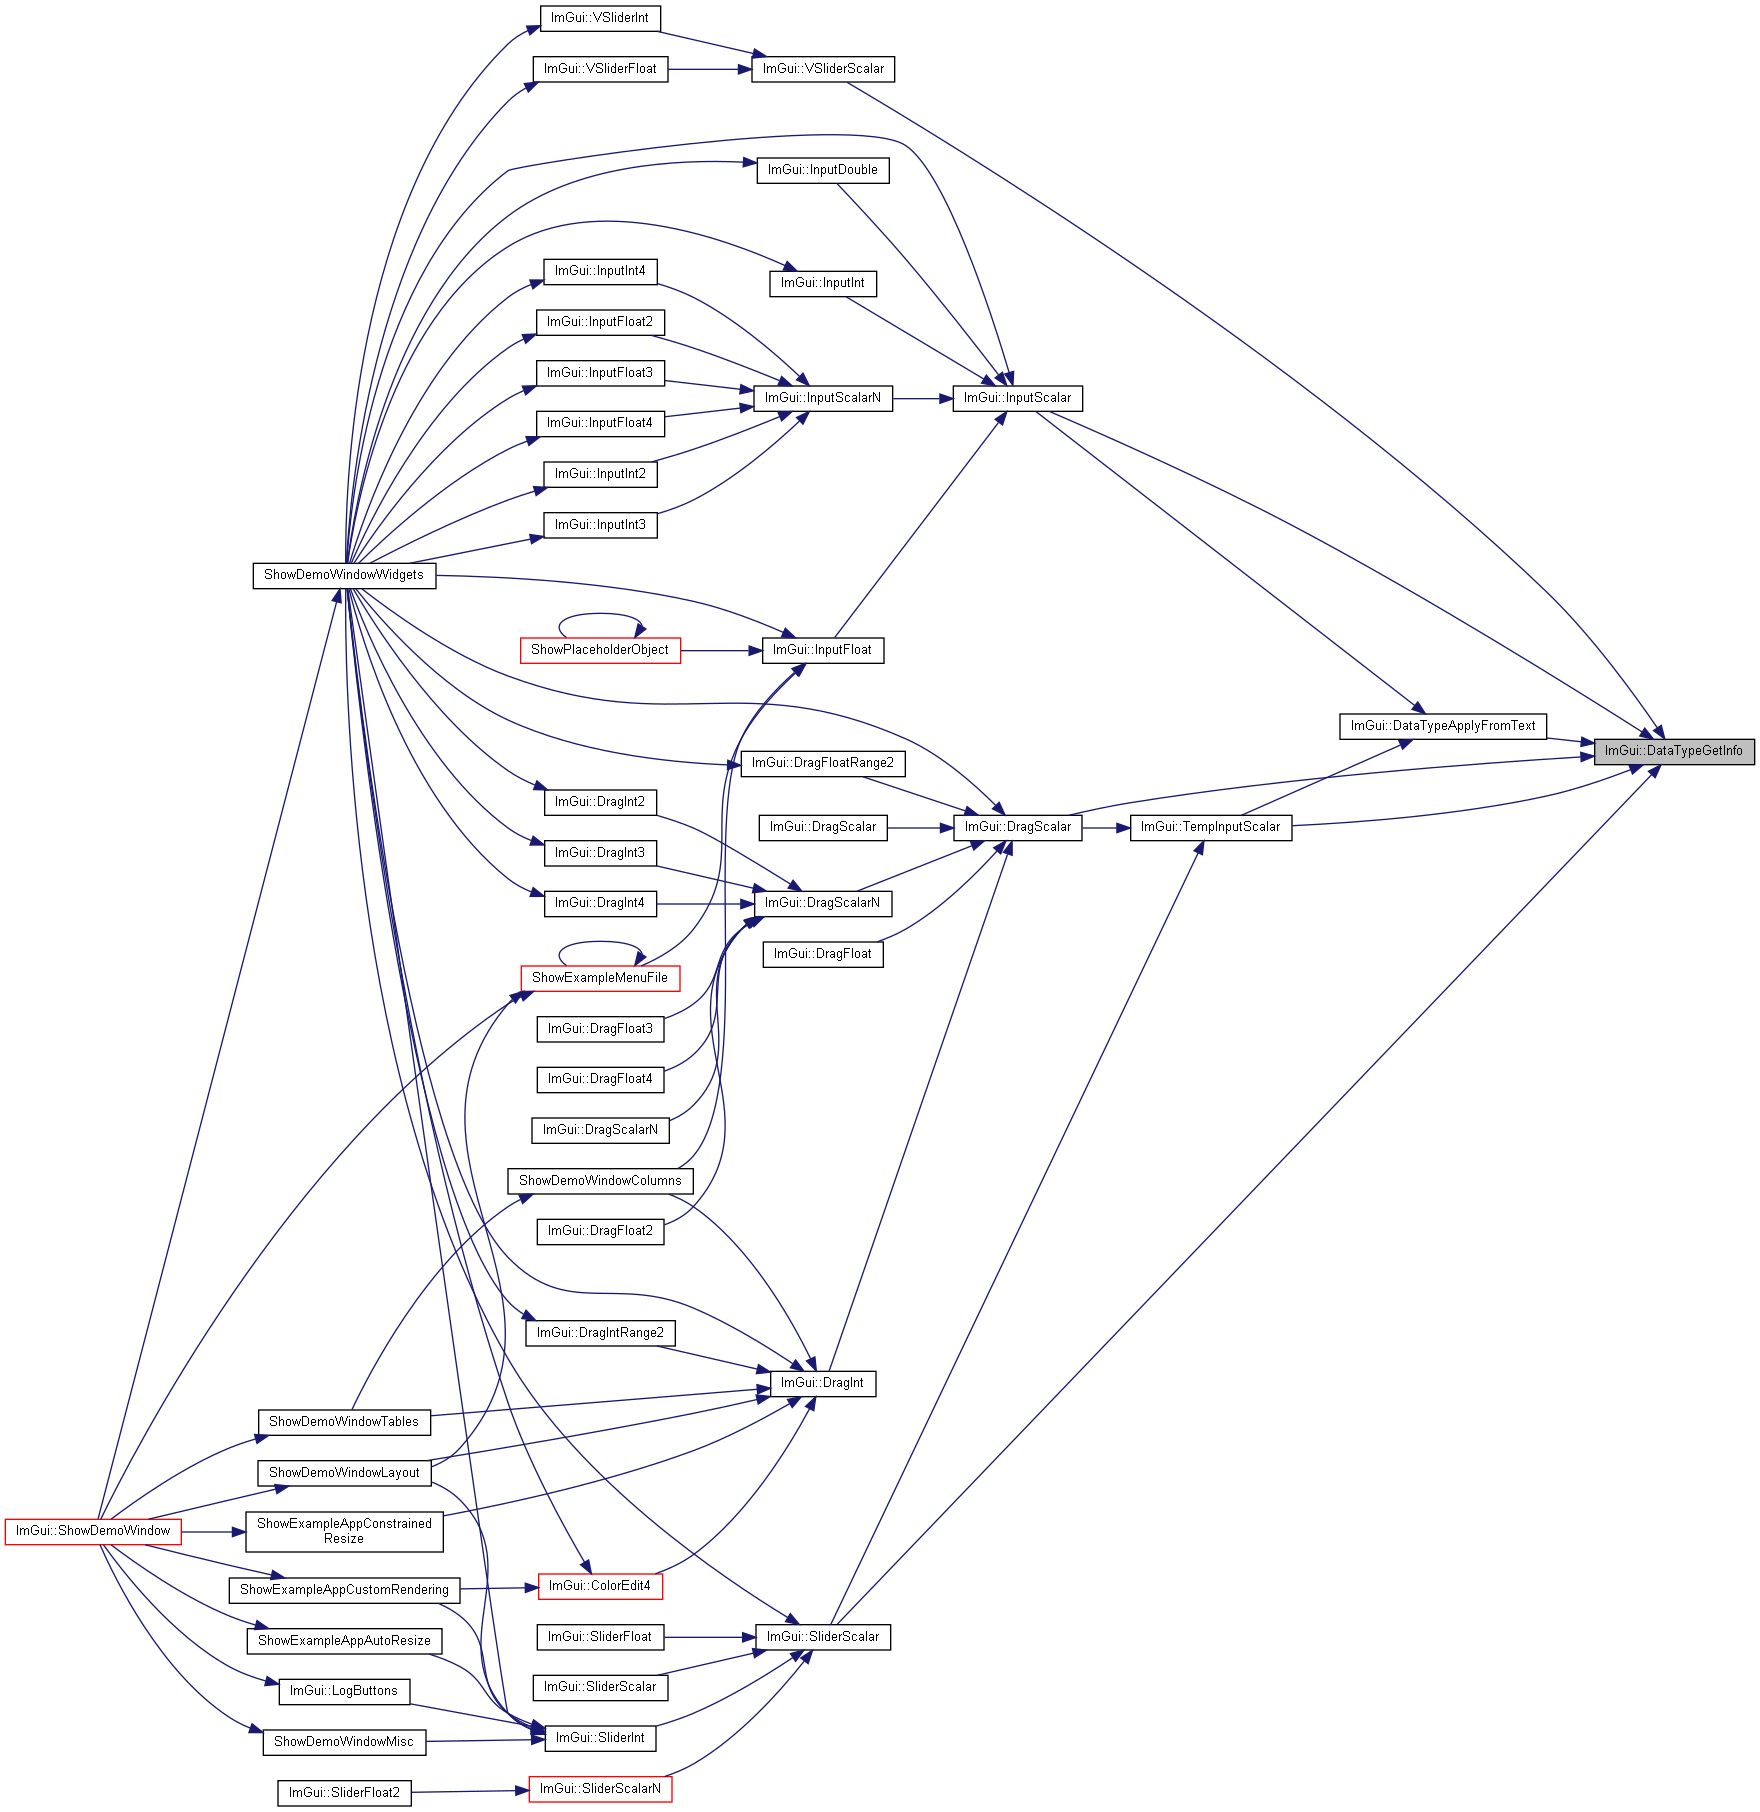 ImGui::VSliderInt
ImGui::VSliderFloat
ImGui::VSliderScalar
ImGui::InputDouble
ImGui::InputInt4
ImGui::InputInt
ImGui::InputFloat2
ImGui::InputFloat3
ImGui::InputScalarN
ImGui::InputScalar
ImGui::InputFloat4
ImGui::InputInt2
ImGui::InputInt3
ShowDemoWindowWidgets
ShowPlaceholderObject
ImGui::InputFloat
ImGui::DataTypeApplyFromText
ImGui::DataTypeGetInfo
ImGui::DragFloatRange2
ImGui::DragInt2
ImGui::DragScalar
ImGui::DragScalar
ImGui::TempInputScalar
ImGui::DragInt3
ImGui::DragInt4
ImGui::DragScalarN
ImGui::DragFloat
ShowExampleMenuFile
ImGui::DragFloat3
ImGui::DragFloat4
ImGui::DragScalarN
ShowDemoWindowColumns
ImGui::DragFloat2
ImGui::DragIntRange2
ImGui::DragInt
ShowDemoWindowTables
ShowDemoWindowLayout
ImGui::ShowDemoWindow
ShowExampleAppConstrained
Resize
ImGui::ColorEdit4
ShowExampleAppCustomRendering
ShowExampleAppAutoResize
ImGui::SliderFloat
ImGui::SliderScalar
ImGui::SliderScalar
ImGui::LogButtons
ImGui::SliderInt
ShowDemoWindowMisc
ImGui::SliderFloat2
ImGui::SliderScalarN